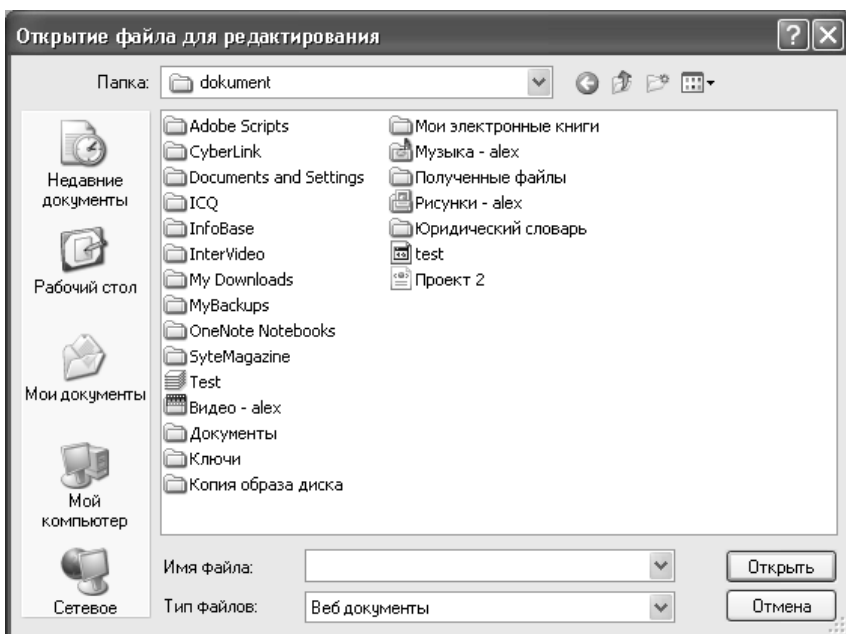 Открытие файла для редактирования
Папка: dokument
Недавние
документы
Рабочий стол
Мои документы
Мой
компьютер
Сетевое
Adobe Scripts
CyberLink
Documents and Settings
ICQ
InfoBase
InterVideo
My Downloads
MyBackups
OneNote Notebooks
SyteMagazine
Test
Видео - alex
Документы
Ключи
Копия образа диска
Мои электронные книги
Музыка - alex
Полученные файлы
Рисунки - alex
Юридический словарь
test
Проект 2
Имя файла:
Открыть
Тип файлов: Веб документы
Отмена